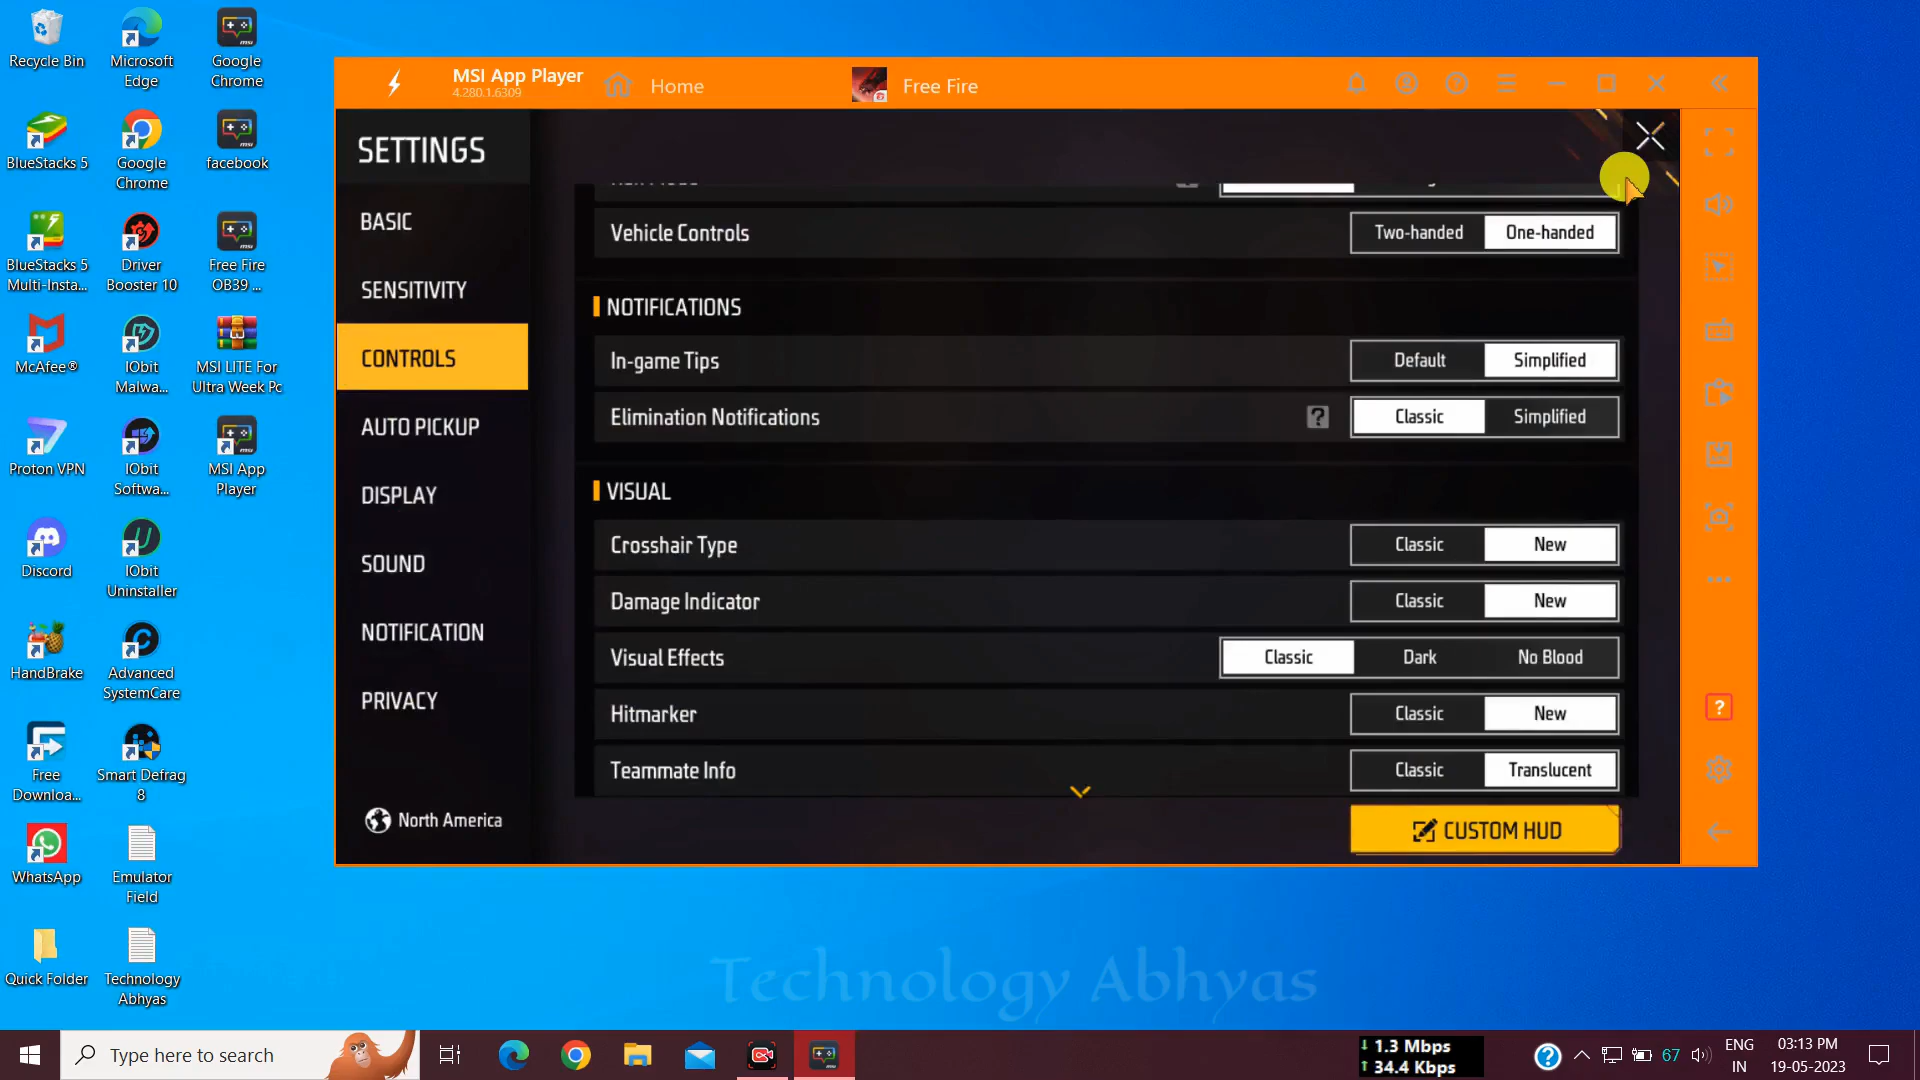 Recycle Bin
Microsoft
Edge
Google
Chrome
BlueStacks 5
Google
Chrome
facebook
BlueStacks 5
Multi-Insta...
Driver
Booster 10
Free Fire
OB39 ...
McAfee®
IObit
Malwa...
MSI LITE For
Ultra Week Pc
Proton VPN
IObit
Softwa...
MSI App
Player
Discord
IObit
Uninstaller
HandBrake
Advanced
SystemCare
Free
Downloa...
Smart Defrag
8
WhatsApp
Emulator
Field
Quick Folder
Technology
Abhyas
MSI App Player
4.280.1.6309
Home
Free Fire
SETTINGS
BASIC
SENSITIVITY
CONTROLS
AUTO PICKUP
DISPLAY
SOUND
NOTIFICATION
PRIVACY
North America
Vehicle Controls
Two-handed
One-handed
NOTIFICATIONS
In-game Tips
Default
Simplified
Elimination Notifications
?
Classic
Simplified
VISUAL
Crosshair Type
Classic
New
Damage Indicator
Classic
New
Visual Effects
Classic
Dark
No Blood
Hitmarker
Classic
New
Teammate Info
Classic
Translucent
CUSTOM HUD
Technology Abhyas
Type here to search
1.3 Mbps
34.4 Kbps
67
ENG
IN
03:13 PM
19-05-2023